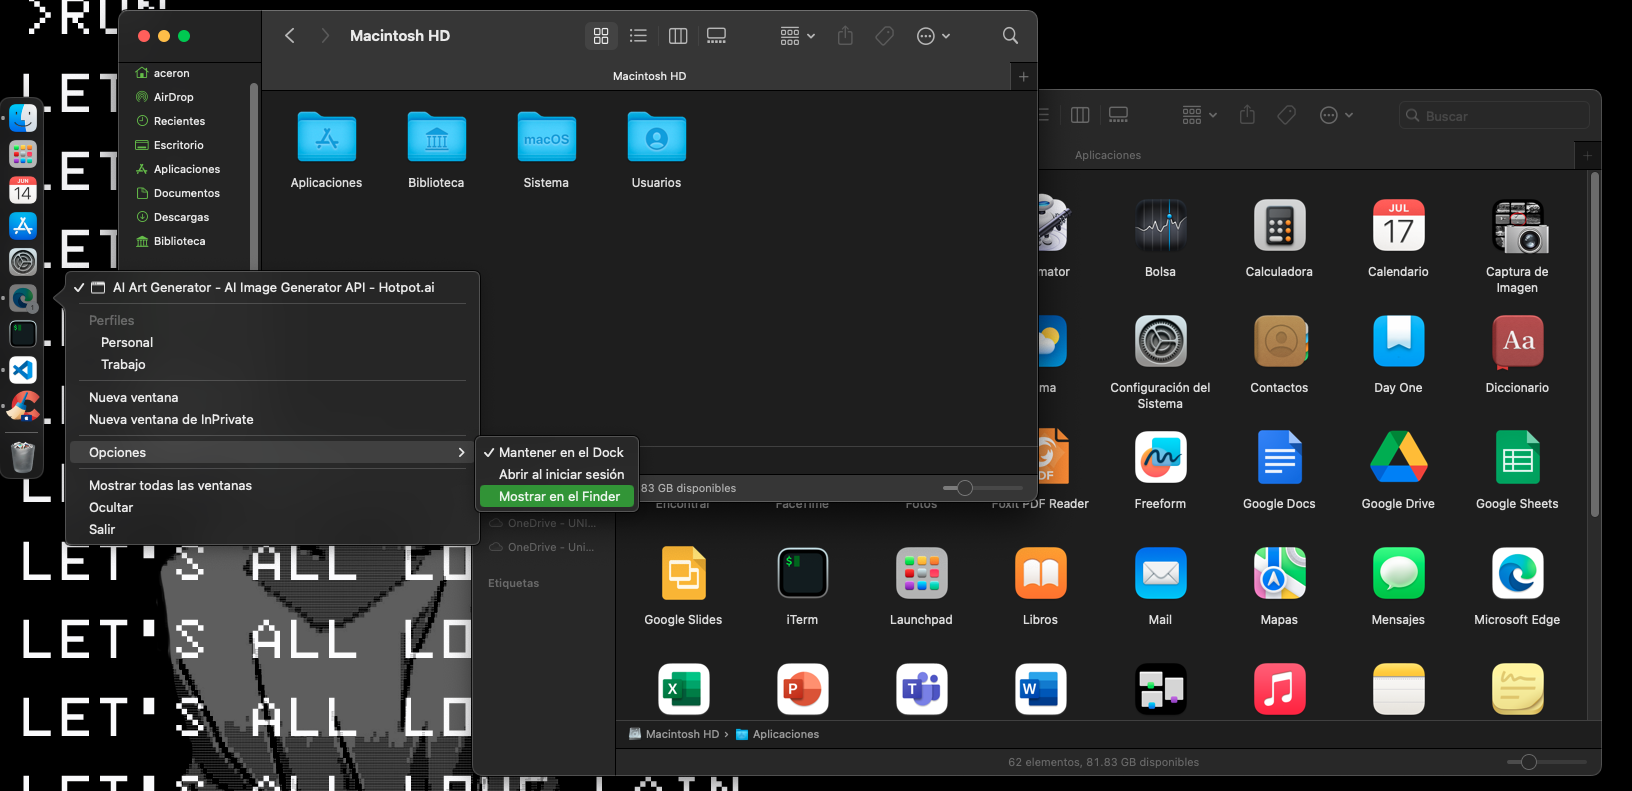 >RUN
LET
LET
LET
LET'S ALL LO
LET'S ALL LO
LET'S ALL LO
LET'S ALL LOVE LAIN
Macintosh HD
Macintosh HD
aceron
AirDrop
Recientes
Escritorio
Aplicaciones
Documentos
Descargas
Biblioteca
Aplicaciones
Biblioteca
macOS
Sistema
Usuarios
83 GB disponibles
JUN
14
AI Art Generator - AI Image Generator API - Hotpot.ai
Perfiles
Personal
Trabajo
Nueva ventana
Nueva ventana de InPrivate
Opciones
Mostrar todas las ventanas
Ocultar
Salir
Mantener en el Dock
Abrir al iniciar sesión
Mostrar en el Finder
Buscar
Aplicaciones
mator
Bolsa
Calculadora
JUL
17
Calendario
Captura de
Imagen
ma
Configuración del
Sistema
Contactos
Day One
Aa
Diccionario
Encontrar
FaceTime
Fotos
PDF
Foxit PDF Reader
Freeform
Google Docs
Google Drive
Google Sheets
OneDrive - UNI...
OneDrive - Uni...
Etiquetas
Google Slides
$
iTerm
Launchpad
Libros
Mail
Mapas
Mensajes
Microsoft Edge
X
P
T
W
Macintosh HD › Aplicaciones
62 elementos, 81.83 GB disponibles